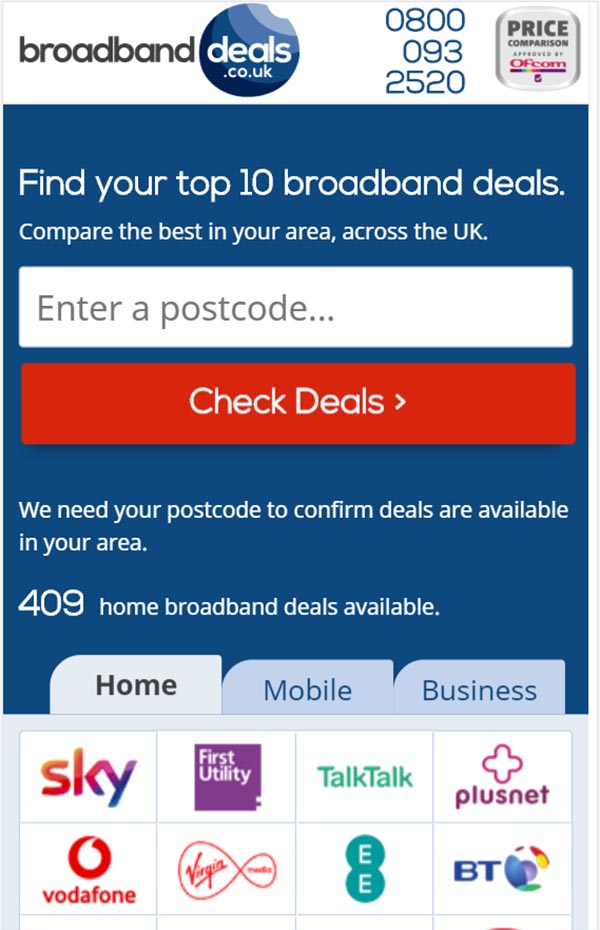 broadband deals
.co.uk
0800
093
2520
PRICE
COMPARISON
APPROVED BY
Ofcom
Find your top 10 broadband deals.
Compare the best in your area, across the UK.
Enter a postcode...
Check Deals >
We need your postcode to confirm deals are available
in your area.
409 home broadband deals available.
Home
Mobile
Business
sky
First
Utility
TalkTalk
plusnet
vodafone
Virgin media
E
E
BT